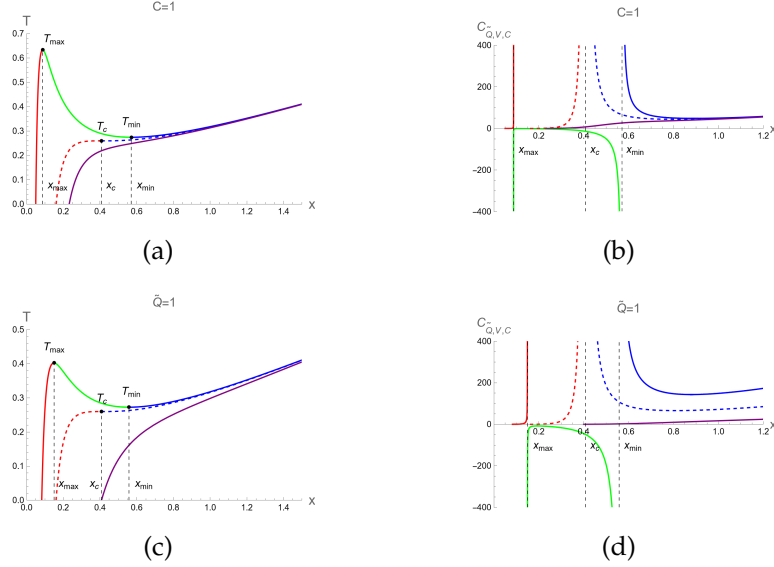 C=1
T
0.7
0.6
0.5
0.4
0.3
0.2
0.1
0.0
0.0 0.2 0.4 0.6 0.8 1.0 1.2 1.4
x
T_max
T_c
T_min
x_max
x_c
x_min
(a)
C=1
C_Q̃,V,C
400
200
0
-200
-400
0.2 0.4 0.6 0.8 1.0 1.2
x
x_max
x_c
x_min
(b)
Q̃=1
T
0.5
0.4
0.3
0.2
0.1
0.0
0.0 0.2 0.4 0.6 0.8 1.0 1.2 1.4
x
T_max
T_c
T_min
x_max
x_c
x_min
(c)
Q̃=1
C_Q̃,V,C
400
200
0
-200
-400
0.2 0.4 0.6 0.8 1.0 1.2
x
x_max
x_c
x_min
(d)